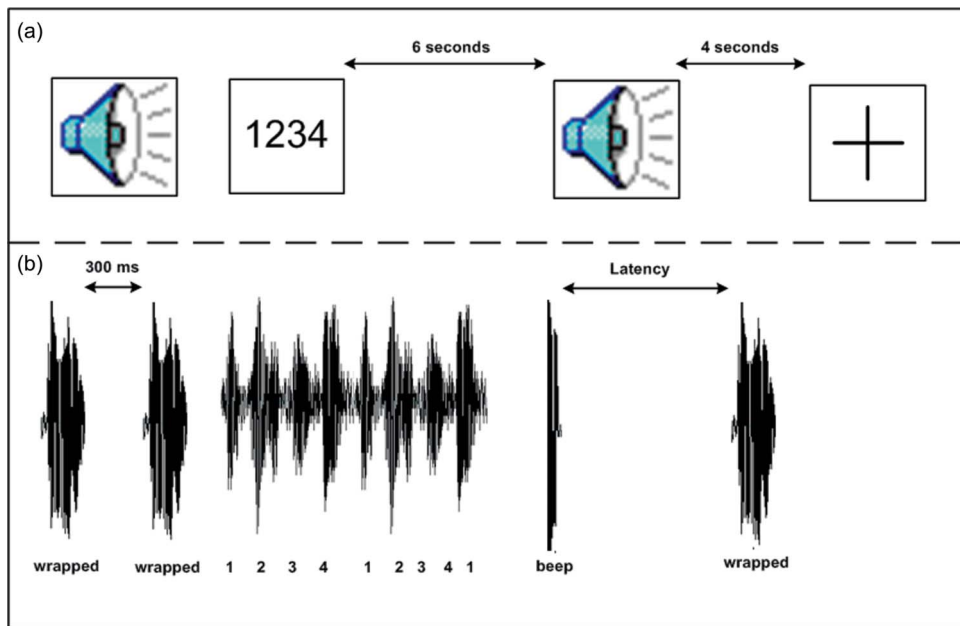 (a)
6 seconds
4 seconds
1234
(b)
300 ms
Latency
wrapped wrapped 1 2 3 4 1 2 3 4 1 beep wrapped